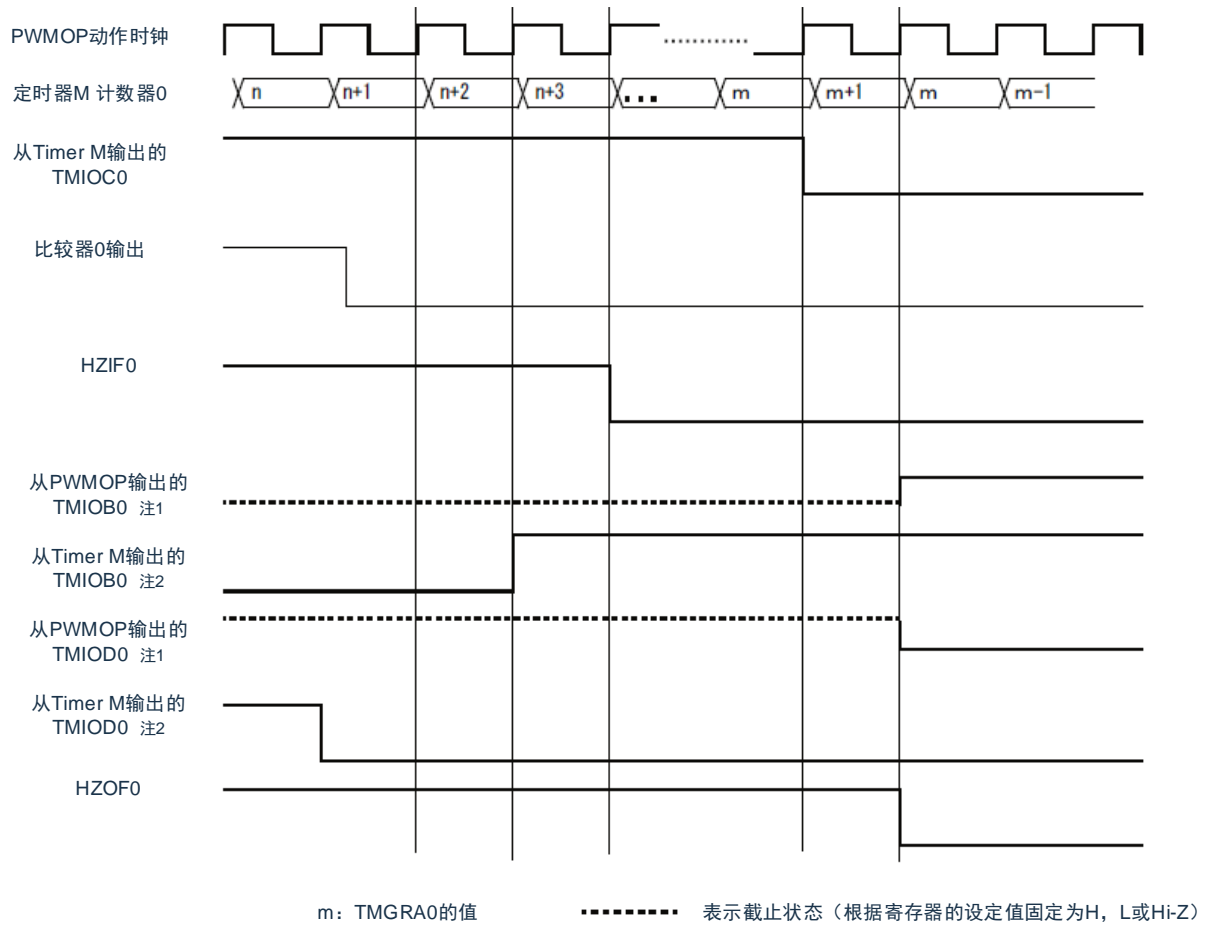 PWMOP动作时钟
定时器M 计数器0
n
n+1
n+2
n+3
...
m
m+1
m
m-1
从Timer M输出的
TMIOC0
比较器0输出
HZIF0
从PWMOP输出的
TMIOB0 注1
从Timer M输出的
TMIOB0 注2
从PWMOP输出的
TMIOD0 注1
从Timer M输出的
TMIOD0 注2
HZOF0
m：TMGRA0的值
表示截止状态（根据寄存器的设定值固定为H，L或Hi-Z）